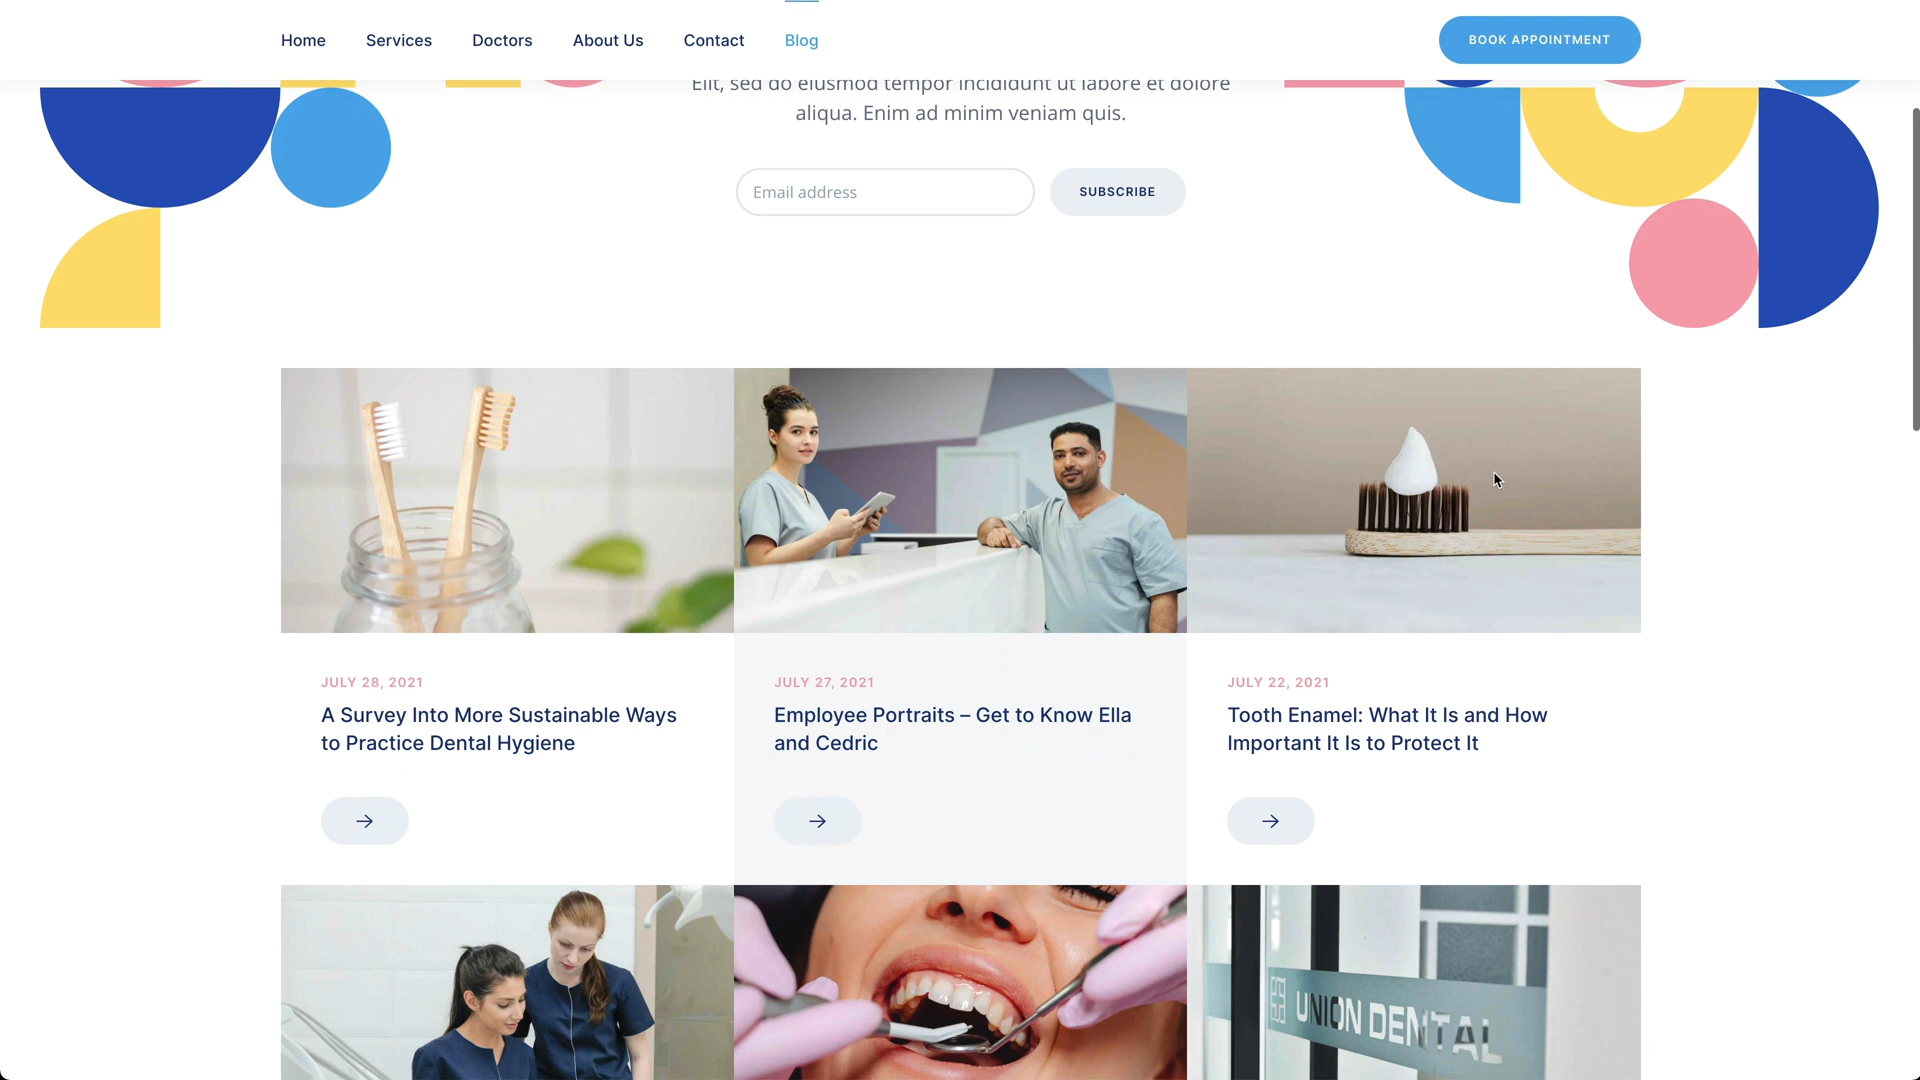 Home Services Doctors About Us Contact Blog BOOK APPOINTMENT
Elit, sed do eiusmod tempor incididunt ut labore et dolore
aliqua. Enim ad minim veniam quis.
Email address SUBSCRIBE
JULY 28, 2021
A Survey Into More Sustainable Ways
to Practice Dental Hygiene
JULY 27, 2021
Employee Portraits – Get to Know Ella
and Cedric
JULY 22, 2021
Tooth Enamel: What It Is and How
Important It Is to Protect It
UNION DENTAL